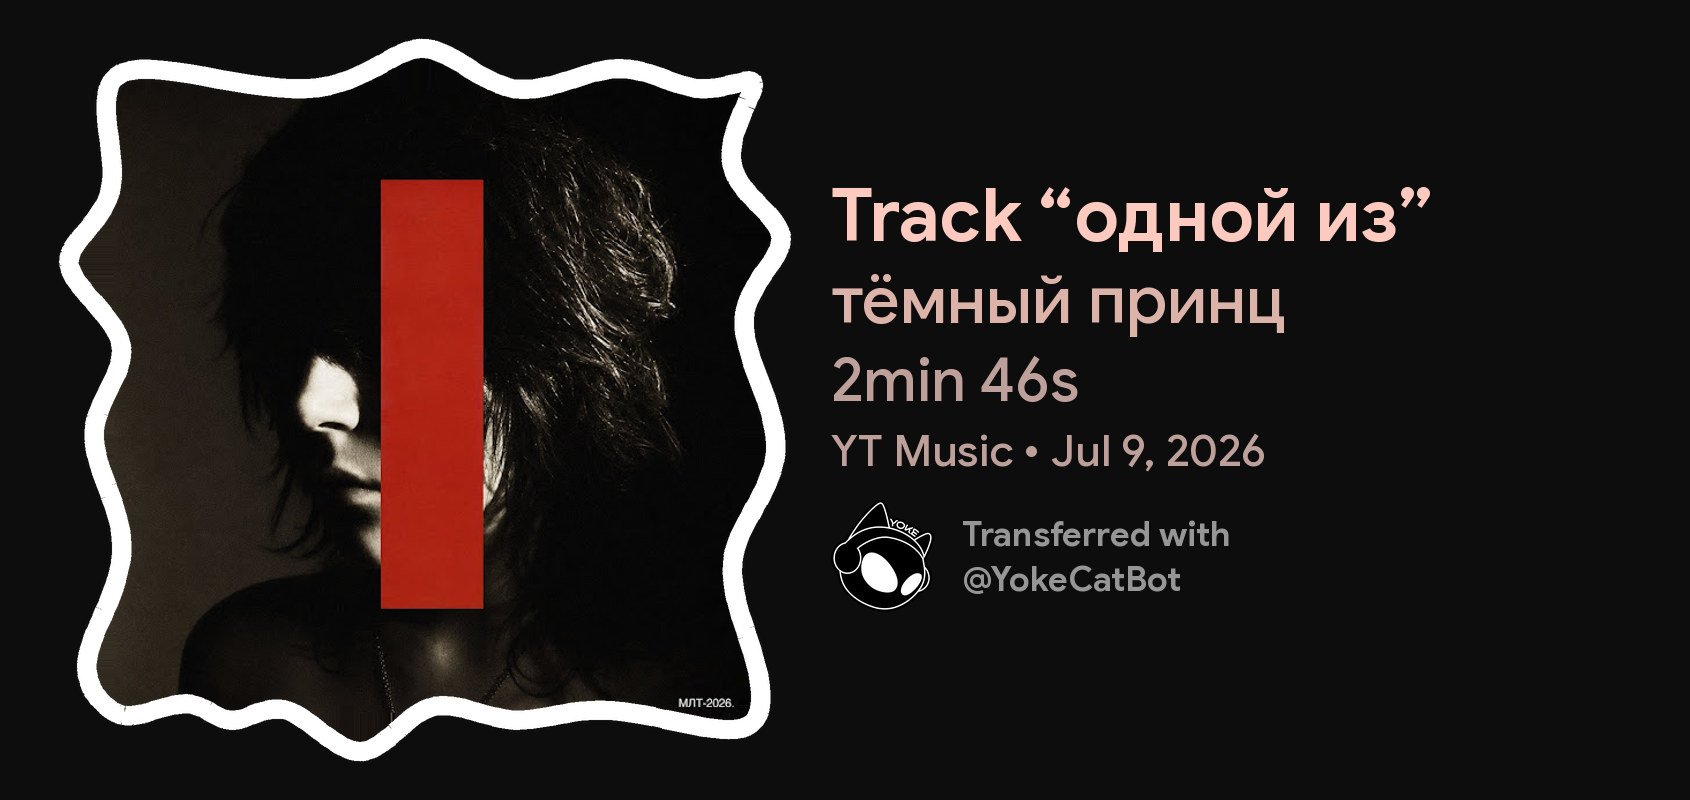 Track “одной из”
тёмный принц
2min 46s
YT Music • Jul 9, 2026
YOKE
Transferred with
@YokeCatBot
МЛТ-2026.